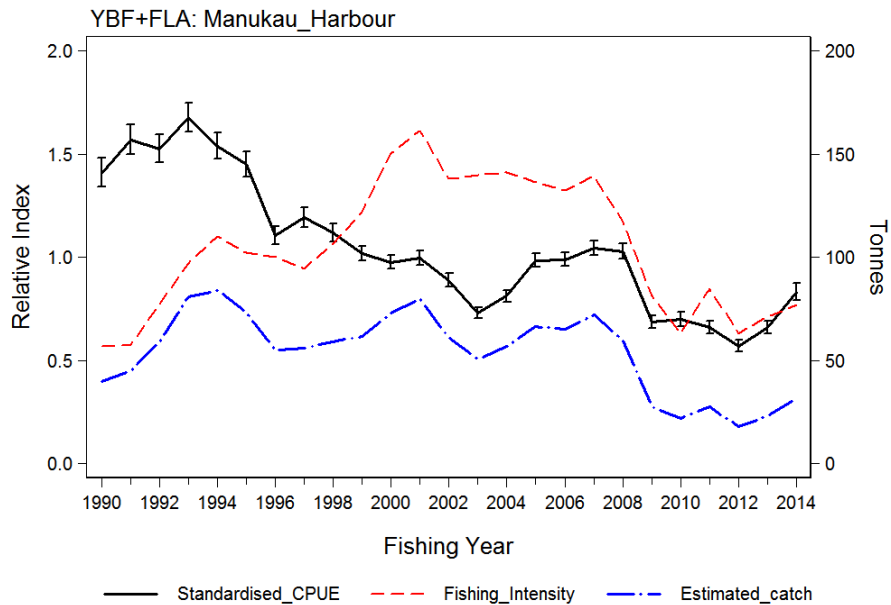 YBF+FLA: Manukau_Harbour
2.0
1.5
1.0
0.5
0.0
Relative Index
200
150
100
50
0
Tonnes
1990 1992 1994 1996 1998 2000 2002 2004 2006 2008 2010 2012 2014
Fishing Year
Standardised_CPUE Fishing_Intensity Estimated_catch